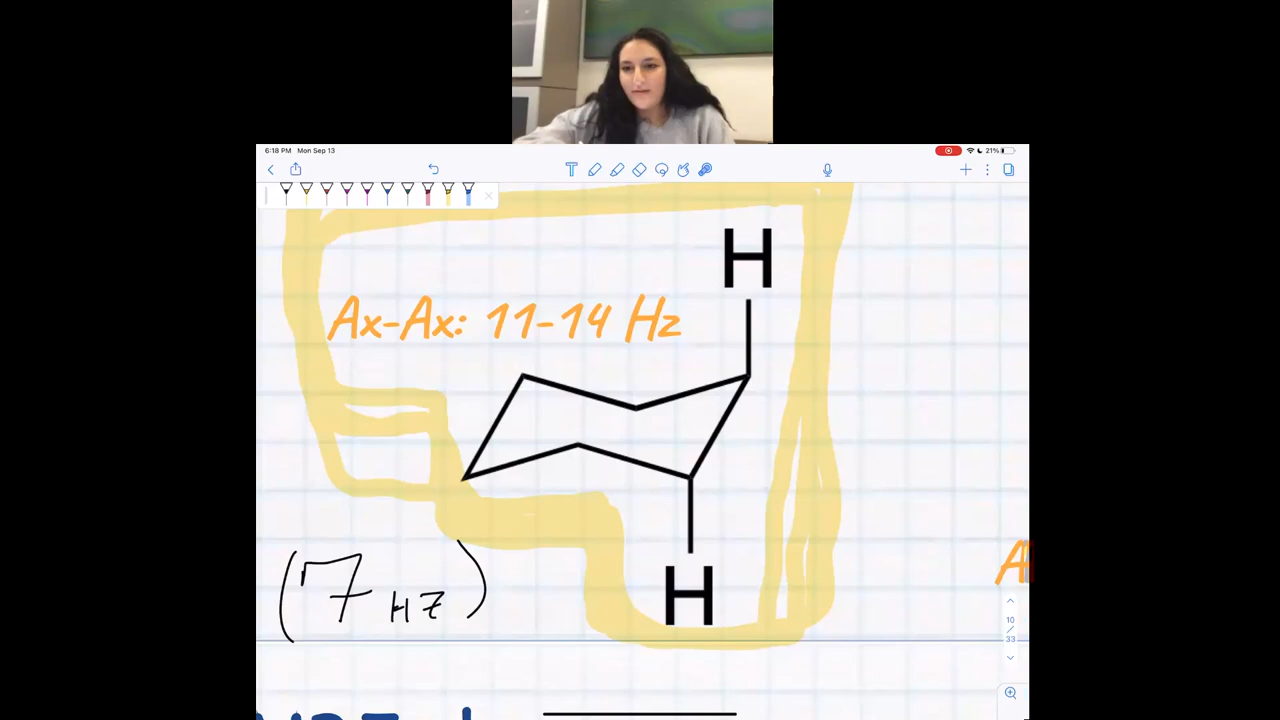 6:18 PM Mon Sep 13
21%
T
H
Ax-Ax: 11-14 Hz
H
(7 HZ)
10
/
33